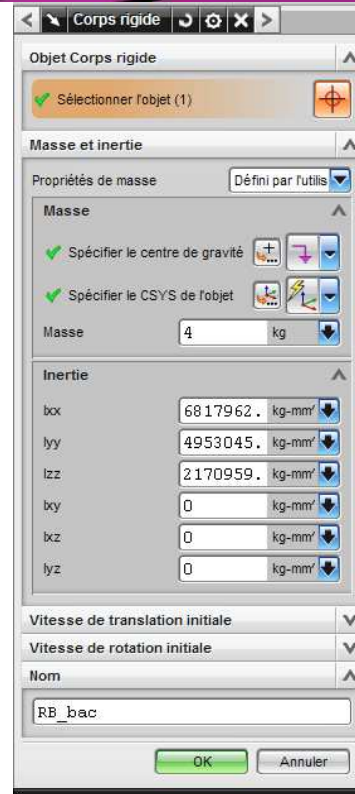 Corps rigide
Objet Corps rigide
Sélectionner l'objet (1)
Masse et inertie
Propriétés de masse Défini par l'utilis
Masse
Spécifier le centre de gravité
Spécifier le CSYS de l'objet
Masse 4 kg
Inertie
Ixx 6817962. kg-mm²
Iyy 4953045. kg-mm²
Izz 2170959. kg-mm²
Ixy 0 kg-mm²
Ixz 0 kg-mm²
Iyz 0 kg-mm²
Vitesse de translation initiale
Vitesse de rotation initiale
Nom
RB_bac
OK Annuler